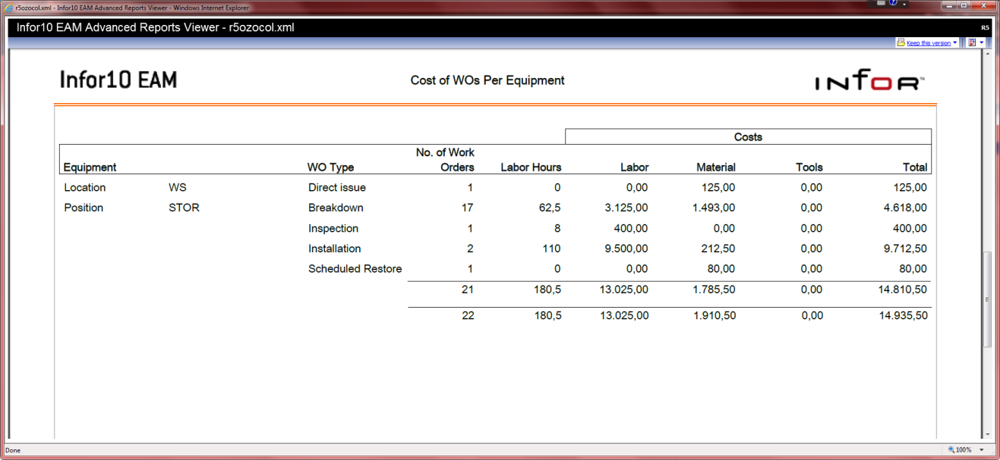 r5ozocol.xml - Infor10 EAM Advanced Reports Viewer - Windows Internet Explorer
Infor10 EAM Advanced Reports Viewer - r5ozocol.xml
R5
Keep this version
Infor10 EAM Cost of WOs Per Equipment INFOR™
Costs
No. of Work
Equipment WO Type Orders Labor Hours Labor Material Tools Total
Location WS Direct issue 1 0 0,00 125,00 0,00 125,00
Position STOR Breakdown 17 62,5 3.125,00 1.493,00 0,00 4.618,00
Inspection 1 8 400,00 0,00 0,00 400,00
Installation 2 110 9.500,00 212,50 0,00 9.712,50
Scheduled Restore 1 0 0,00 80,00 0,00 80,00
21 180,5 13.025,00 1.785,50 0,00 14.810,50
22 180,5 13.025,00 1.910,50 0,00 14.935,50
Done 100%